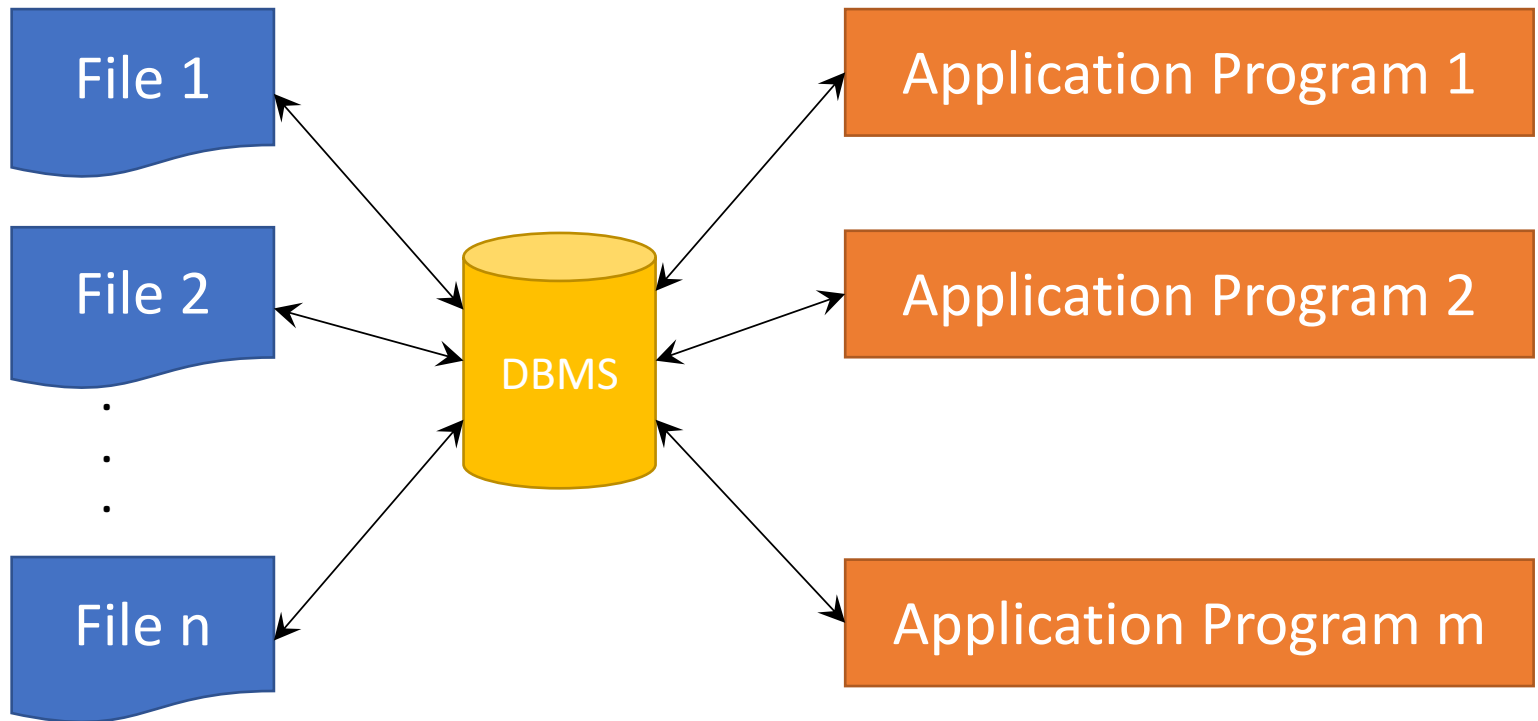 File 1
Application Program 1
File 2
Application Program 2
DBMS
.
.
.
File n
Application Program m